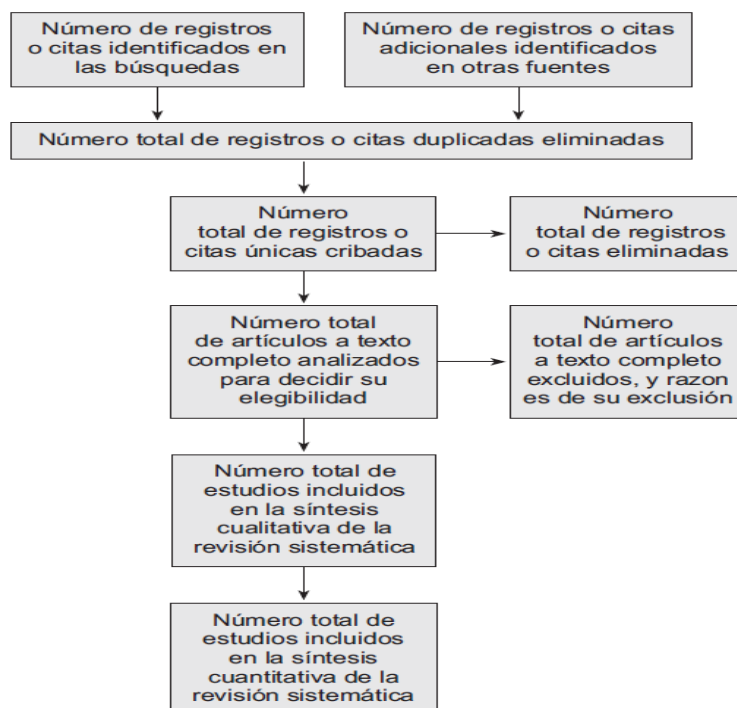 Número de registros
o citas identificados en
las búsquedas
Número de registros o citas
adicionales identificados
en otras fuentes
Número total de registros o citas duplicadas eliminadas
Número
total de registros o
citas únicas cribadas
Número
total de registros
o citas eliminadas
Número total
de artículos a texto
completo analizados
para decidir su
elegibilidad
Número
total de artículos
a texto completo
excluidos, y razon
es de su exclusión
Número total de
estudios incluidos
en la síntesis
cualitativa de la
revisión sistemática
Número total de
estudios incluidos
en la síntesis
cuantitativa de la
revisión sistemática